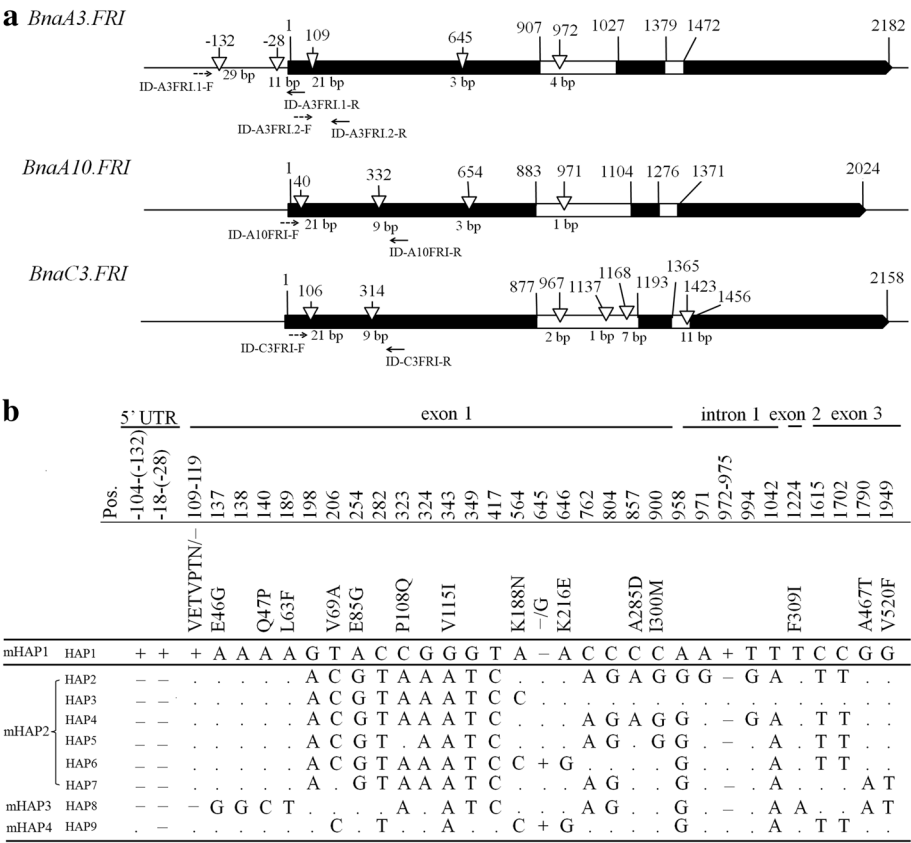 a BnaA3.FRI
-132 -28 1 109 645 907 972 1027 1379 1472 2182
29 bp 11 bp 21 bp 3 bp 4 bp
ID-A3FRI.1-F
ID-A3FRI.1-R
ID-A3FRI.2-F ID-A3FRI.2-R
BnaA10.FRI
1 40 332 654 883 971 1104 1276 1371 2024
21 bp 9 bp 3 bp 1 bp
ID-A10FRI-F
ID-A10FRI-R
BnaC3.FRI
1 106 314 877 967 1137 1168 1193 1365 1423 1456 2158
21 bp 9 bp 2 bp 1 bp 7 bp 11 bp
ID-C3FRI-F
ID-C3FRI-R
b
5' UTR exon 1 intron 1 exon 2 exon 3
Pos. -104-(-132) -18-(-28) 109-119 137 138 140 189 198 206 254 282 323 324 343 349 417 564 645 646 762 804 857 900 958 971 972-975 994 1042 1224 1615 1702 1790 1949
VETVPTN/– E46G Q47P L63F V69A E85G P108Q V115I K188N –/G K216E A285D I300M F309I A467T V520F
mHAP1 HAP1 + + + A A A A G T A C C G G G T A – A C C C C A A + T T T C C G G
HAP2 – – . . . . . A C G T A A A T C . . . A G A G G G – G A . T T . .
HAP3 – – . . . . . A C G T A A A T C C . . . . . . . . . . . . . . . .
HAP4 – – . . . . . A C G T A A A T C . . . A G A G G . – G A . T T . .
mHAP2 HAP5 – – . . . . . A C G T . A A T C . . . A G . G G . – . A . T T . .
HAP6 – – . . . . . A C G T A A A T C C + G . . . . G . . . A . T T . .
HAP7 – – . . . . . A . G T A A A T C . . . A G . . G . – . A . . . A T
mHAP3 HAP8 – – – G G C T . . . . A . A T C . . . A G . . G . – . A A . . A T
mHAP4 HAP9 . – . . . . . . C . T . . A . . C + G . . . . G . . . A . T T . .